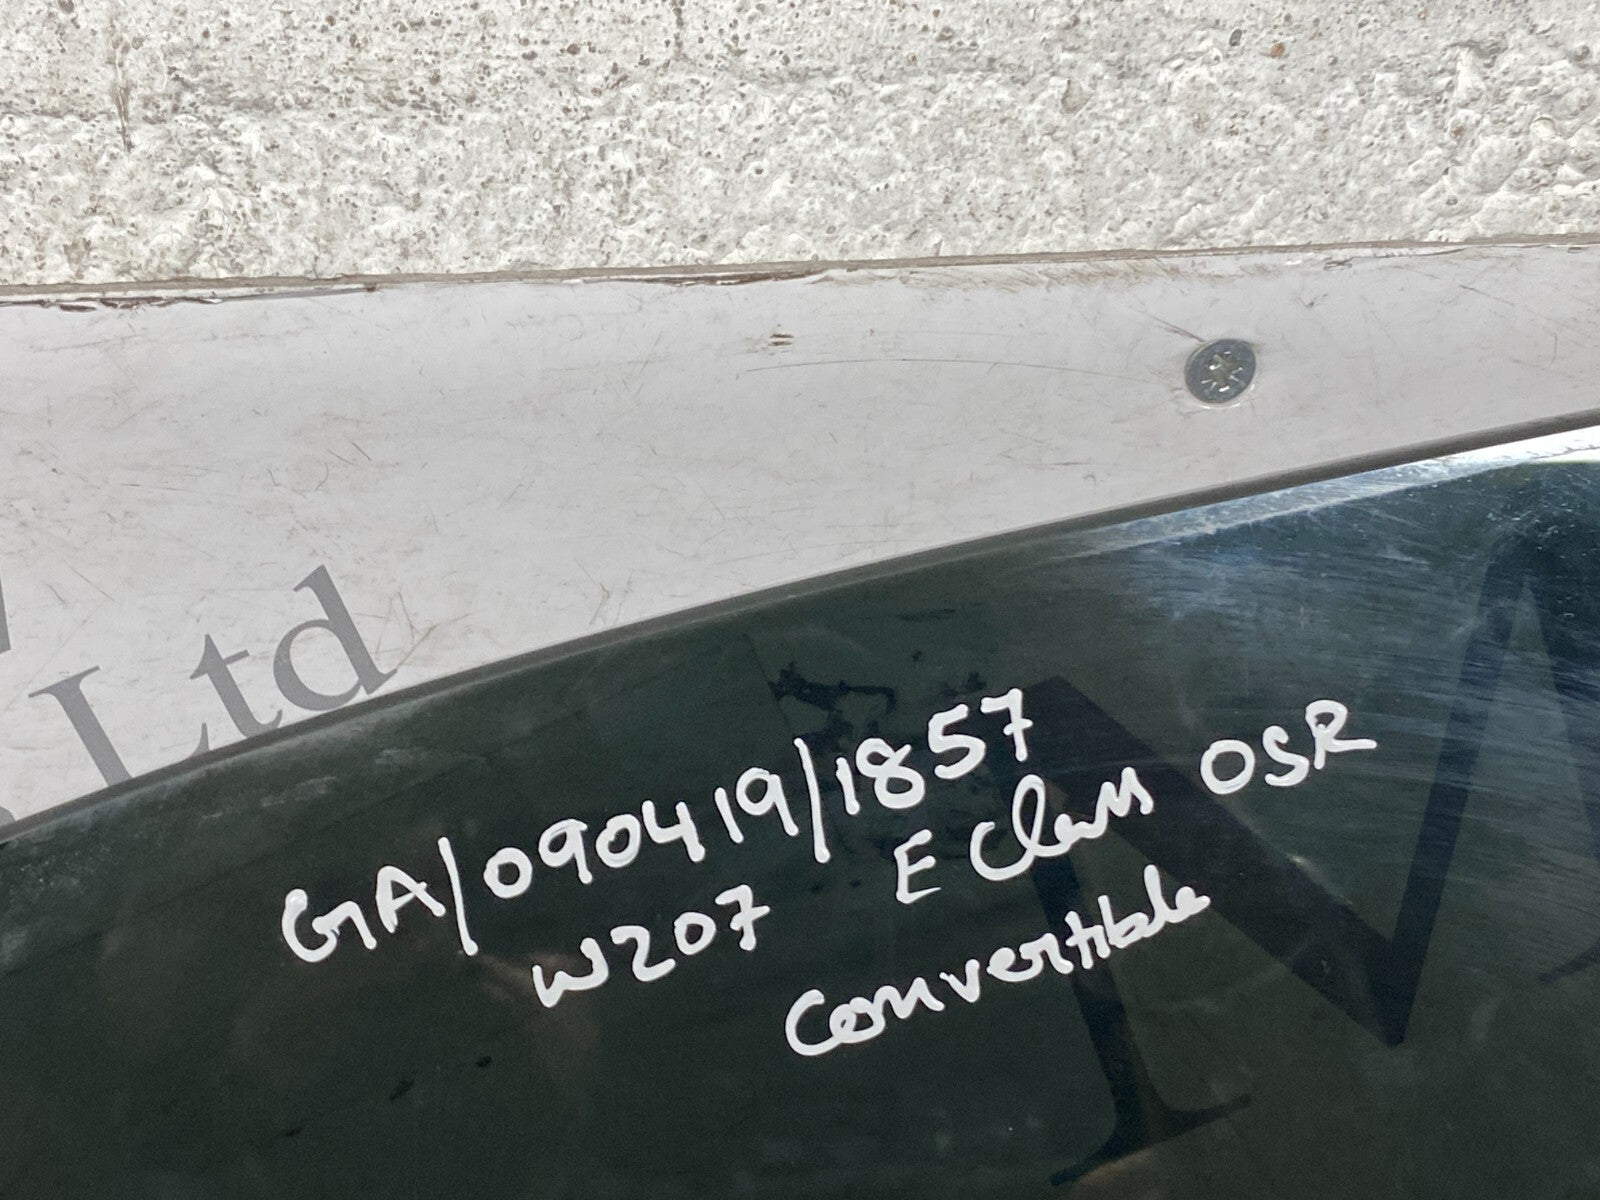 Ltd
GA/090419/1857
W207 E Class OSR
Convertible